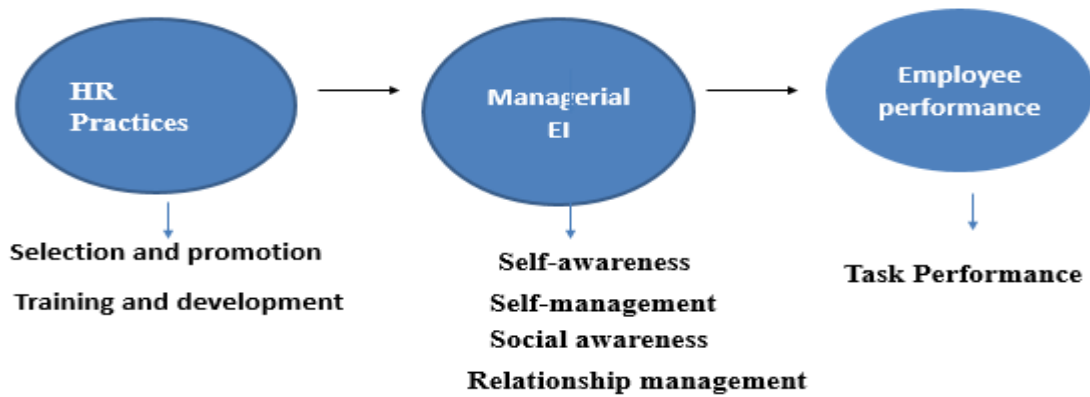 HR
Practices
Managerial
EI
Employee
performance
Selection and promotion
Training and development
Self-awareness
Self-management
Social awareness
Relationship management
Task Performance